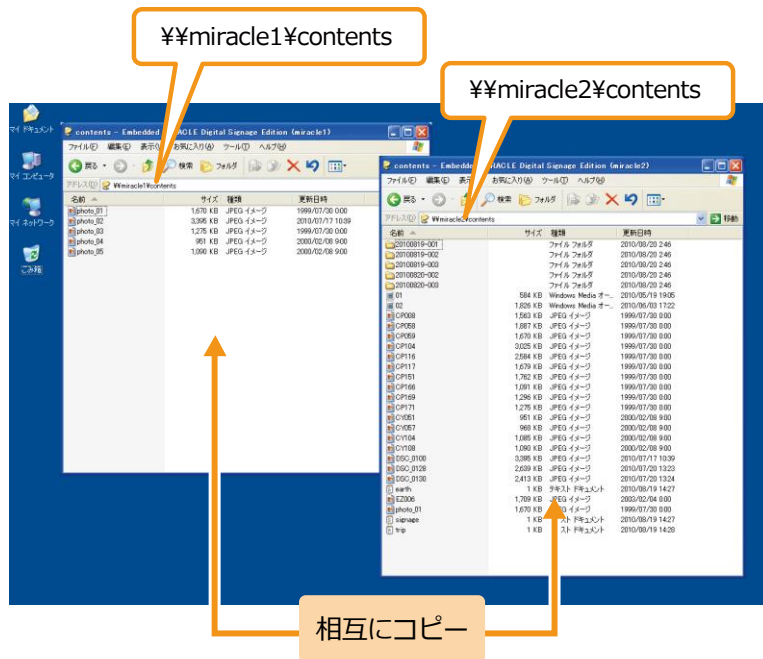 ¥¥miracle1¥contents
¥¥miracle2¥contents
マイ ドキュメント
マイ コンピュータ
マイ ネットワーク
ごみ箱
contents - Embedded MIRACLE Digital Signage Edition (miracle1)
ファイル(F) 編集(E) 表示(V) お気に入り(A) ツール(T) ヘルプ(H)
戻る 検索 フォルダ
アドレス(D) ¥¥miracle1¥contents
名前 サイズ 種類 更新日時
photo_01 1,670 KB JPEG イメージ 1999/07/30 0:00
photo_02 3,395 KB JPEG イメージ 2010/07/17 10:39
photo_03 1,275 KB JPEG イメージ 1999/07/30 0:00
photo_04 951 KB JPEG イメージ 2000/02/08 9:00
photo_05 1,090 KB JPEG イメージ 2000/02/08 9:00
contents - Embedded MIRACLE Digital Signage Edition (miracle2)
ファイル(F) 編集(E) 表示 お気に入り(A) ツール(T) ヘルプ(H)
戻る 検索 フォルダ
アドレス(D) ¥¥miracle2¥contents 移動
名前 サイズ 種類 更新日時
20100819-001 ファイル フォルダ 2010/08/20 2:46
20100819-002 ファイル フォルダ 2010/08/20 2:46
20100819-003 ファイル フォルダ 2010/08/20 2:46
20100820-002 ファイル フォルダ 2010/08/20 2:46
20100820-003 ファイル フォルダ 2010/08/20 2:46
01 584 KB Windows Media オー... 2010/05/19 19:05
02 1,826 KB Windows Media オー... 2010/06/03 17:22
CP008 1,563 KB JPEG イメージ 1999/07/30 0:00
CP058 1,887 KB JPEG イメージ 1999/07/30 0:00
CP059 1,670 KB JPEG イメージ 1999/07/30 0:00
CP104 3,025 KB JPEG イメージ 1999/07/30 0:00
CP116 2,584 KB JPEG イメージ 1999/07/30 0:00
CP117 1,679 KB JPEG イメージ 1999/07/30 0:00
CP151 1,762 KB JPEG イメージ 1999/07/30 0:00
CP166 1,091 KB JPEG イメージ 1999/07/30 0:00
CP169 1,296 KB JPEG イメージ 1999/07/30 0:00
CP171 1,275 KB JPEG イメージ 1999/07/30 0:00
CY051 951 KB JPEG イメージ 2000/02/08 9:00
CY057 968 KB JPEG イメージ 2000/02/08 9:00
CY104 1,085 KB JPEG イメージ 2000/02/08 9:00
CY108 1,090 KB JPEG イメージ 2000/02/08 9:00
DSC_0100 3,395 KB JPEG イメージ 2010/07/17 10:39
DSC_0128 2,639 KB JPEG イメージ 2010/07/20 13:23
DSC_0130 2,413 KB JPEG イメージ 2010/07/20 13:24
earth 1 KB テキスト ドキュメント 2010/08/19 14:27
EZ006 1,709 KB JPEG イメージ 2003/02/04 0:00
photo_01 1,670 KB JPEG イメージ 1999/07/30 0:00
signage 1 KB スト ドキュメント 2010/08/19 14:27
trip 1 KB スト ドキュメント 2010/08/19 14:28
相互にコピー